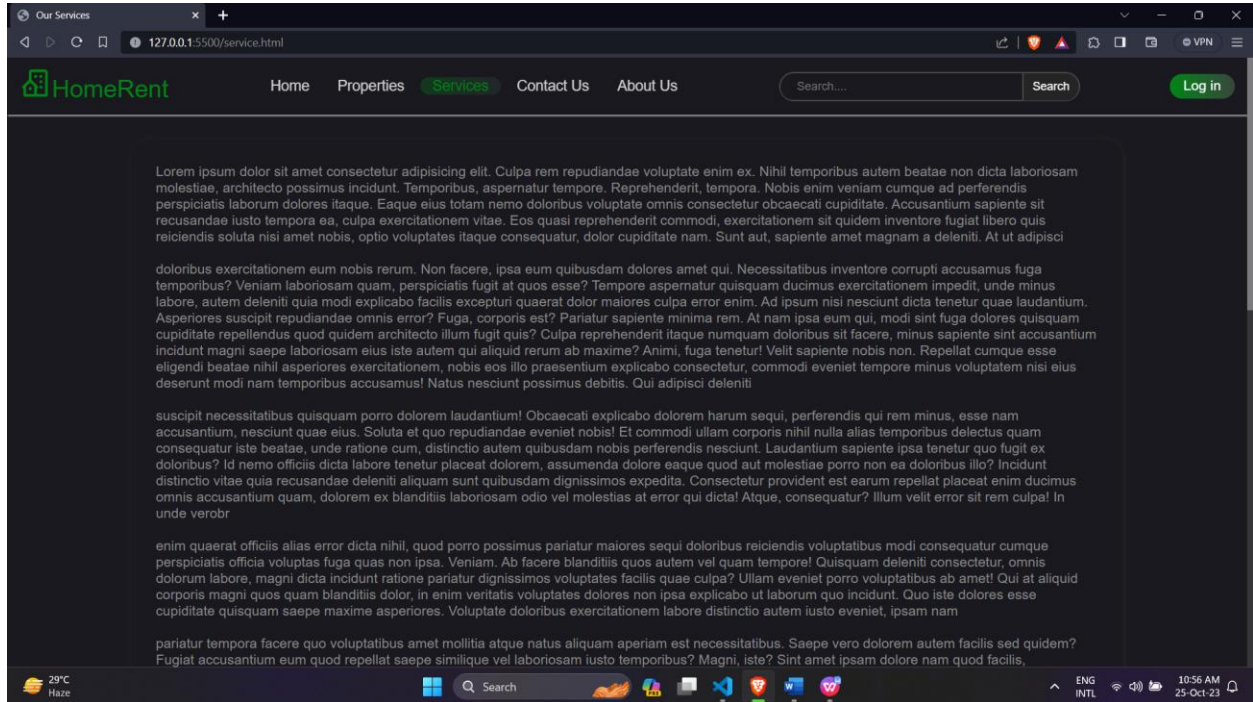 Our Services
127.0.0.1:5500/service.html
VPN
HomeRent
Home Properties Services Contact Us About Us
Search....
Search
Log in
Lorem ipsum dolor sit amet consectetur adipisicing elit. Culpa rem repudiandae voluptate enim ex. Nihil temporibus autem beatae non dicta laboriosam
molestiae, architecto possimus incidunt. Temporibus, aspernatur tempore. Reprehenderit, tempora. Nobis enim veniam cumque ad perferendis
perspiciatis laborum dolores itaque. Eaque eius totam nemo doloribus voluptate omnis consectetur obcaecati cupiditate. Accusantium sapiente sit
recusandae iusto tempora ea, culpa exercitationem vitae. Eos quasi reprehenderit commodi, exercitationem sit quidem inventore fugiat libero quis
reiciendis soluta nisi amet nobis, optio voluptates itaque consequatur, dolor cupiditate nam. Sunt aut, sapiente amet magnam a deleniti. At ut adipisci
doloribus exercitationem eum nobis rerum. Non facere, ipsa eum quibusdam dolores amet qui. Necessitatibus inventore corrupti accusamus fuga
temporibus? Veniam laboriosam quam, perspiciatis fugit at quos esse? Tempore aspernatur quisquam ducimus exercitationem impedit, unde minus
labore, autem deleniti quia modi explicabo facilis excepturi quaerat dolor maiores culpa error enim. Ad ipsum nisi nesciunt dicta tenetur quae laudantium.
Asperiores suscipit repudiandae omnis error? Fuga, corporis est? Pariatur sapiente minima rem. At nam ipsa eum qui, modi sint fuga dolores quisquam
cupiditate repellendus quod quidem architecto illum fugit quis? Culpa reprehenderit itaque numquam doloribus sit facere, minus sapiente sint accusantium
incidunt magni saepe laboriosam eius iste autem qui aliquid rerum ab maxime? Animi, fuga tenetur! Velit sapiente nobis non. Repellat cumque esse
eligendi beatae nihil asperiores exercitationem, nobis eos illo praesentium explicabo consectetur, commodi eveniet tempore minus voluptatem nisi eius
deserunt modi nam temporibus accusamus! Natus nesciunt possimus debitis. Qui adipisci deleniti
suscipit necessitatibus quisquam porro dolorem laudantium! Obcaecati explicabo dolorem harum sequi, perferendis qui rem minus, esse nam
accusantium, nesciunt quae eius. Soluta et quo repudiandae eveniet nobis! Et commodi ullam corporis nihil nulla alias temporibus delectus quam
consequatur iste beatae, unde ratione cum, distinctio autem quibusdam nobis perferendis nesciunt. Laudantium sapiente ipsa tenetur quo fugit ex
doloribus? Id nemo officiis dicta labore tenetur placeat dolorem, assumenda dolore eaque quod aut molestiae porro non ea doloribus illo? Incidunt
distinctio vitae quia recusandae deleniti aliquam sunt quibusdam dignissimos expedita. Consectetur provident est earum repellat placeat enim ducimus
omnis accusantium quam, dolorem ex blanditiis laboriosam odio vel molestias at error qui dicta! Atque, consequatur? Illum velit error sit rem culpa! In
unde verobr
enim quaerat officiis alias error dicta nihil, quod porro possimus pariatur maiores sequi doloribus reiciendis voluptatibus modi consequatur cumque
perspiciatis officia voluptas fuga quas non ipsa. Veniam. Ab facere blanditiis quos autem vel quam tempore! Quisquam deleniti consectetur, omnis
dolorum labore, magni dicta incidunt ratione pariatur dignissimos voluptates facilis quae culpa? Ullam eveniet porro voluptatibus ab amet! Qui at aliquid
corporis magni quos quam blanditiis dolor, in enim veritatis voluptates dolores non ipsa explicabo ut laborum quo incidunt. Quo iste dolores esse
cupiditate quisquam saepe maxime asperiores. Voluptate doloribus exercitationem labore distinctio autem iusto eveniet, ipsam nam
pariatur tempora facere quo voluptatibus amet mollitia atque natus aliquam aperiam est necessitatibus. Saepe vero dolorem autem facilis sed quidem?
Fugiat accusantium eum quod repellat saepe similique vel laboriosam iusto temporibus? Magni, iste? Sint amet ipsam dolore nam quod facilis,
29°C
Haze
Search
ENG
INTL
10:56 AM
25-Oct-23